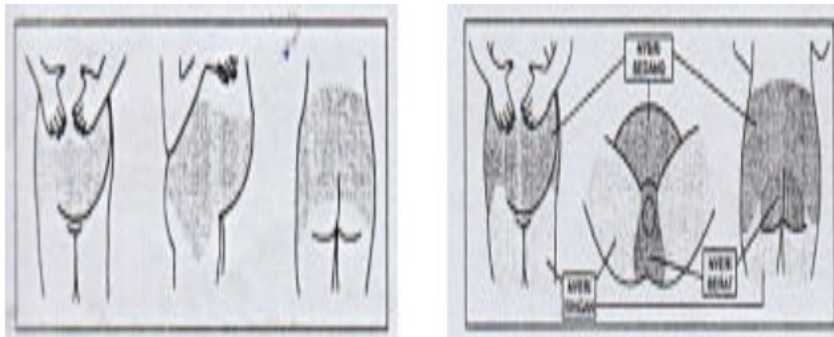 NYERI
SEDANG
NYERI
BERAT
NYERI
RINGAN